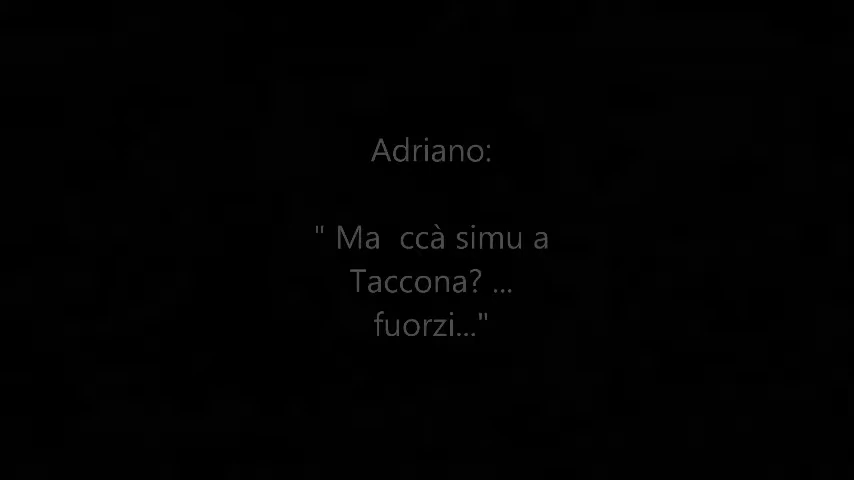 Adriano:
" Ma  ccà simu a
Taccona? ...
fuorzi..."